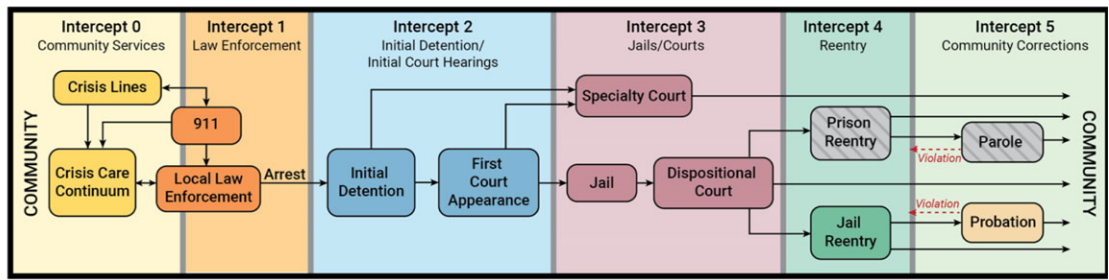 Intercept 0
Community Services
Intercept 1
Law Enforcement
Intercept 2
Initial Detention/
Initial Court Hearings
Intercept 3
Jails/Courts
Intercept 4
Reentry
Intercept 5
Community Corrections
COMMUNITY
Crisis Lines
911
Crisis Care
Continuum
Local Law
Enforcement
Arrest
Initial
Detention
First
Court
Appearance
Specialty Court
Jail
Dispositional
Court
Prison
Reentry
Parole
Violation
Jail
Reentry
Violation
Probation
COMMUNITY